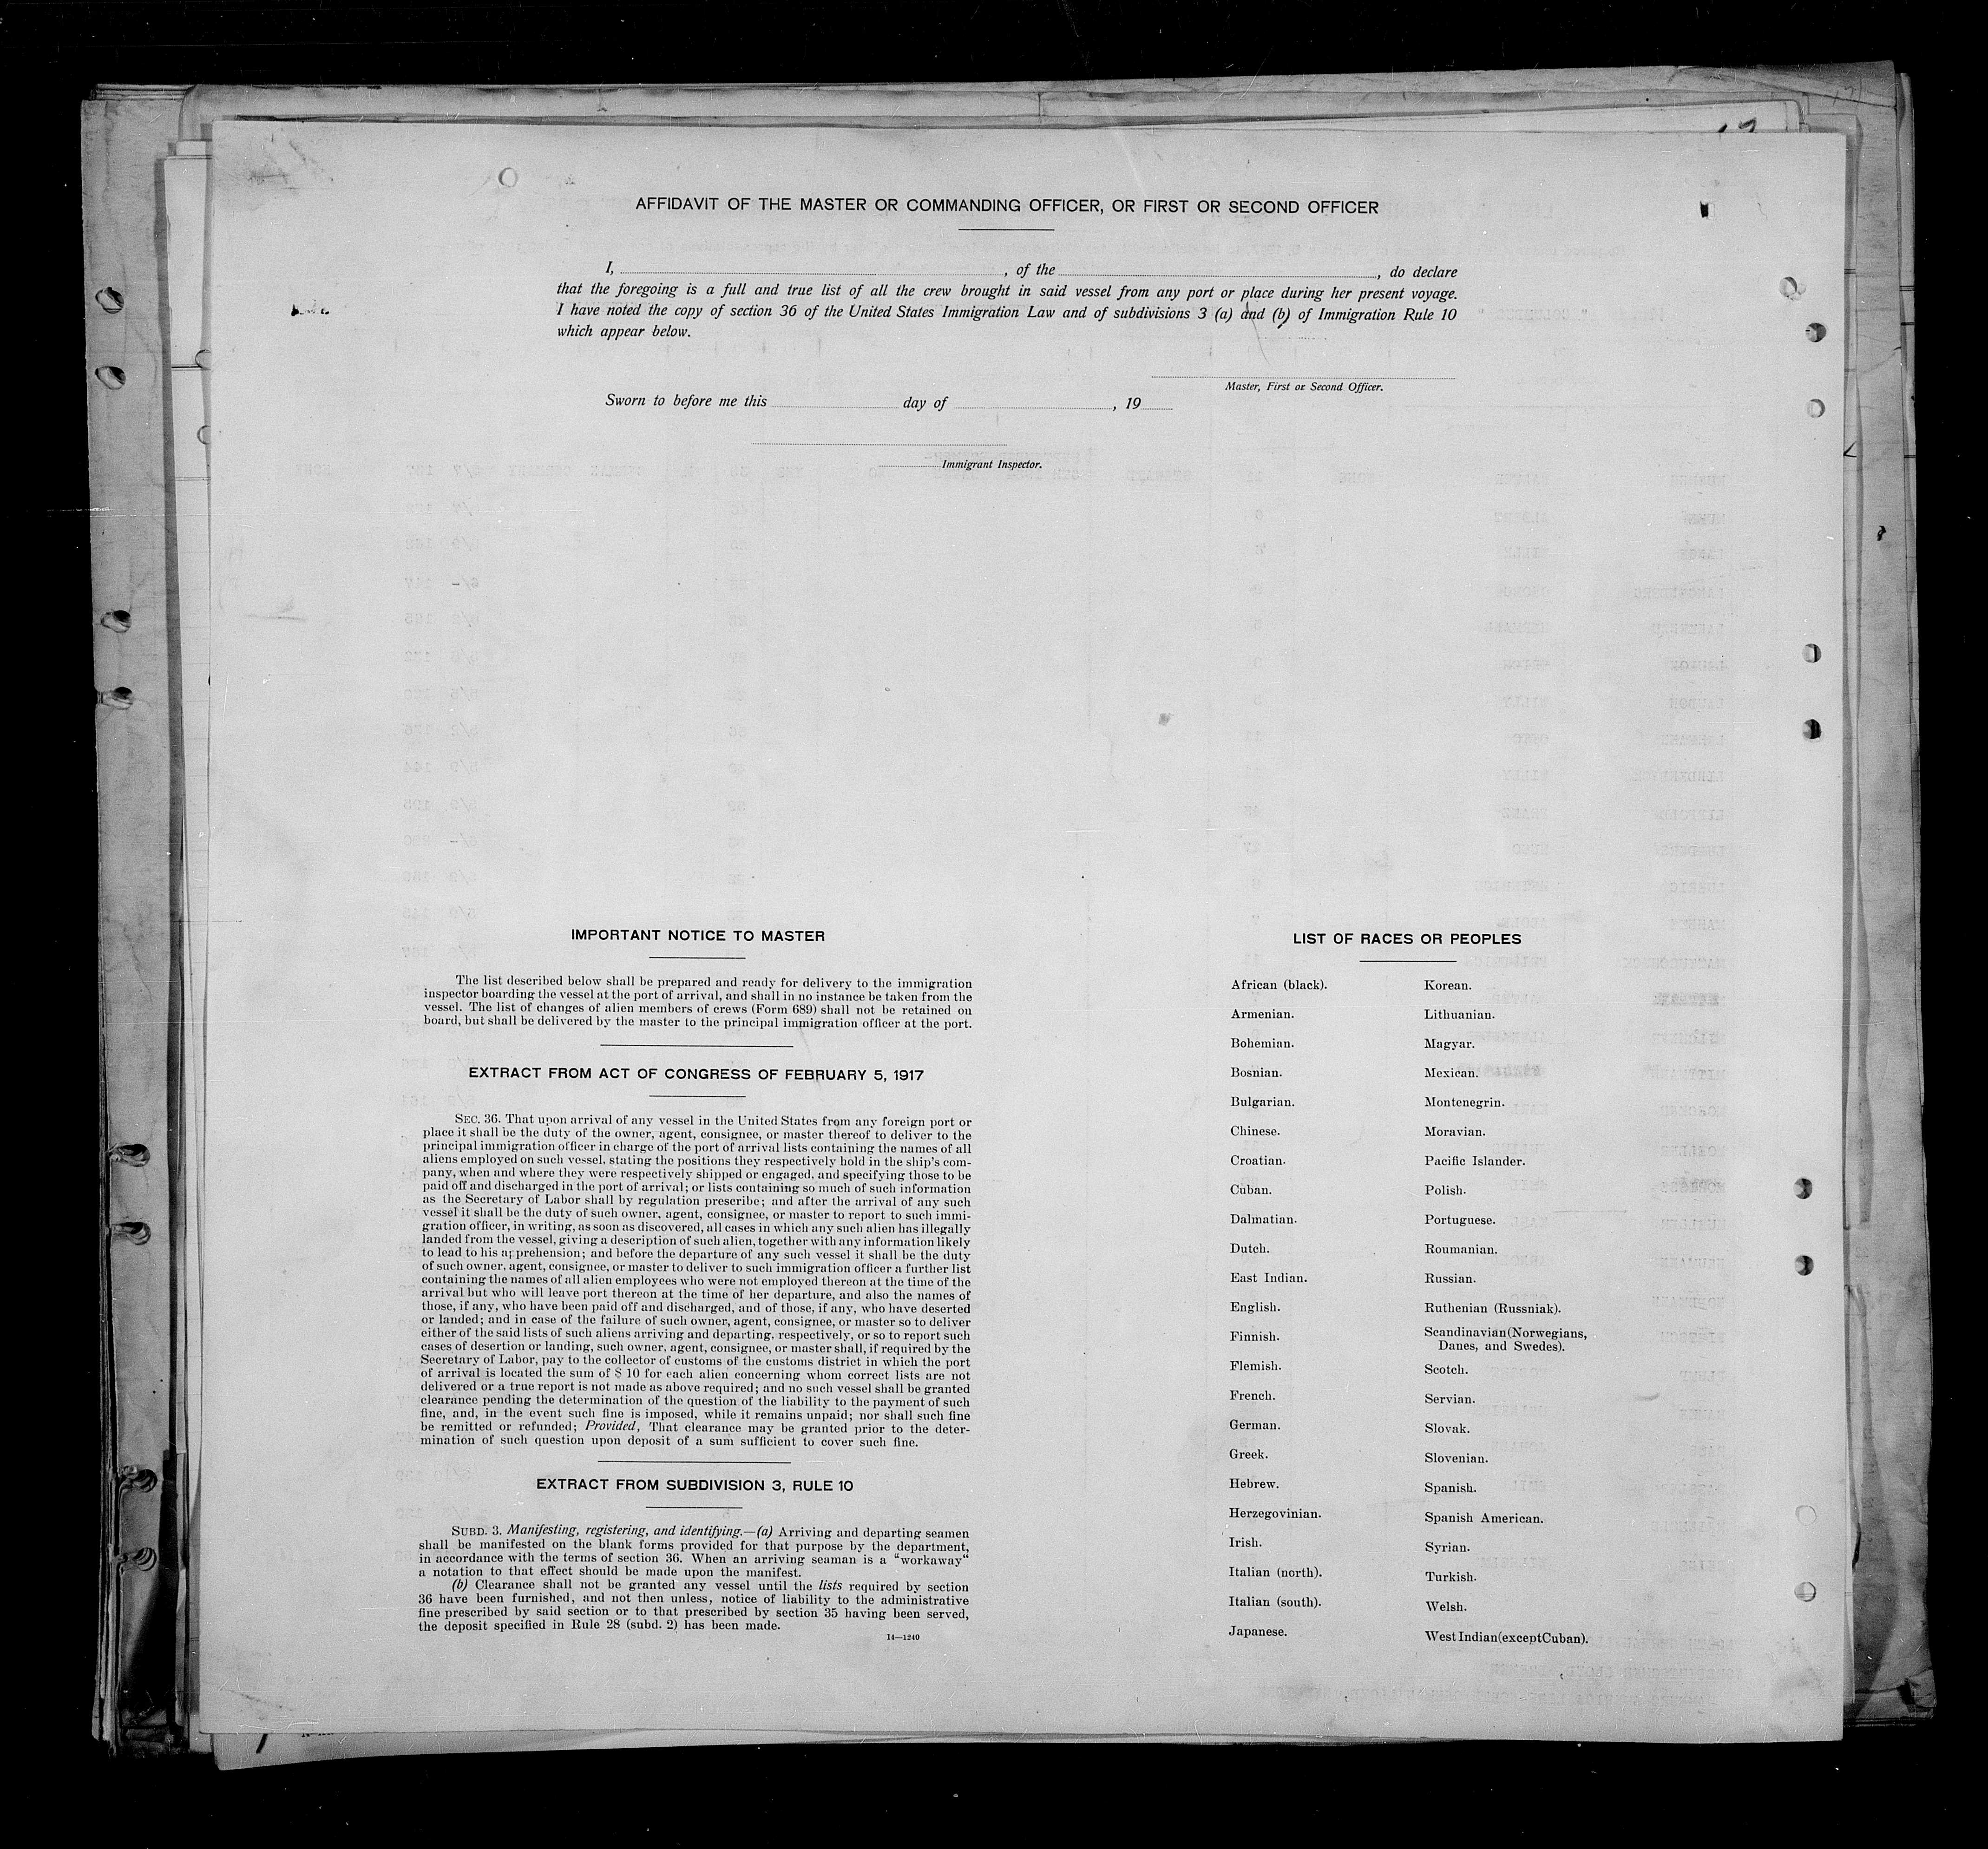 AFFIDAVIT OF THE MASTER OR COMMANDING OFFICER, OR FIRST OR SECOND OFFICER
I, , of the , do declare
that the foregoing is a full and true list of all the crew brought in said vessel from any port or place during her present voyage.
I have noted the copy of section 36 of the United States Immigration Law and of subdivisions 3 (a) and (b) of Immigration Rule 10
which appear below.
Master, First or Second Officer.
Sworn to before me this day of , 19
Immigrant Inspector.
IMPORTANT NOTICE TO MASTER
The list described below shall be prepared and ready for delivery to the immigration
inspector boarding the vessel at the port of arrival, and shall in no instance be taken from the
vessel. The list of changes of alien members of crews (Form 689) shall not be retained on
board, but shall be delivered by the master to the principal immigration officer at the port.
EXTRACT FROM ACT OF CONGRESS OF FEBRUARY 5, 1917
SEC. 36. That upon arrival of any vessel in the United States from any foreign port or
place it shall be the duty of the owner, agent, consignee, or master thereof to deliver to the
principal immigration officer in charge of the port of arrival lists containing the names of all
aliens employed on such vessel, stating the positions they respectively hold in the ship's com-
pany, when and where they were respectively shipped or engaged, and specifying those to be
paid off and discharged in the port of arrival; or lists containing so much of such information
as the Secretary of Labor shall by regulation prescribe; and after the arrival of any such
vessel it shall be the duty of such owner, agent, consignee, or master to report to such immi-
gration officer, in writing, as soon as discovered, all cases in which any such alien has illegally
landed from the vessel, giving a description of such alien, together with any information likely
to lead to his apprehension; and before the departure of any such vessel it shall be the duty
of such owner, agent, consignee, or master to deliver to such immigration officer a further list
containing the names of all alien employees who were not employed thereon at the time of the
arrival but who will leave port thereon at the time of her departure, and also the names of
those, if any, who have been paid off and discharged, and of those, if any, who have deserted
or landed; and in case of the failure of such owner, agent, consignee, or master so to deliver
either of the said lists of such aliens arriving and departing, respectively, or so to report such
cases of desertion or landing, such owner, agent, consignee, or master shall, if required by the
Secretary of Labor, pay to the collector of customs of the customs district in which the port
of arrival is located the sum of $ 10 for each alien concerning whom correct lists are not
delivered or a true report is not made as above required; and no such vessel shall be granted
clearance pending the determination of the question of the liability to the payment of such
fine, and, in the event such fine is imposed, while it remains unpaid; nor shall such fine
be remitted or refunded; Provided, That clearance may be granted prior to the deter-
mination of such question upon deposit of a sum sufficient to cover such fine.
EXTRACT FROM SUBDIVISION 3, RULE 10
SUBD. 3. Manifesting, registering, and identifying.—(a) Arriving and departing seamen
shall be manifested on the blank forms provided for that purpose by the department,
in accordance with the terms of section 36. When an arriving seaman is a "workaway"
a notation to that effect should be made upon the manifest.
(b) Clearance shall not be granted any vessel until the lists required by section
36 have been furnished, and not then unless, notice of liability to the administrative
fine prescribed by said section or to that prescribed by section 35 having been served,
the deposit specified in Rule 28 (subd. 2) has been made.
14—1240
LIST OF RACES OR PEOPLES
African (black).
Armenian.
Bohemian.
Bosnian.
Bulgarian.
Chinese.
Croatian.
Cuban.
Dalmatian.
Dutch.
East Indian.
English.
Finnish.
Flemish.
French.
German.
Greek.
Hebrew.
Herzegovinian.
Irish.
Italian (north).
Italian (south).
Japanese.
Korean.
Lithuanian.
Magyar.
Mexican.
Montenegrin.
Moravian.
Pacific Islander.
Polish.
Portuguese.
Roumanian.
Russian.
Ruthenian (Russniak).
Scandinavian(Norwegians,
Danes, and Swedes).
Scotch.
Servian.
Slovak.
Slovenian.
Spanish.
Spanish American.
Syrian.
Turkish.
Welsh.
West Indian(except Cuban).